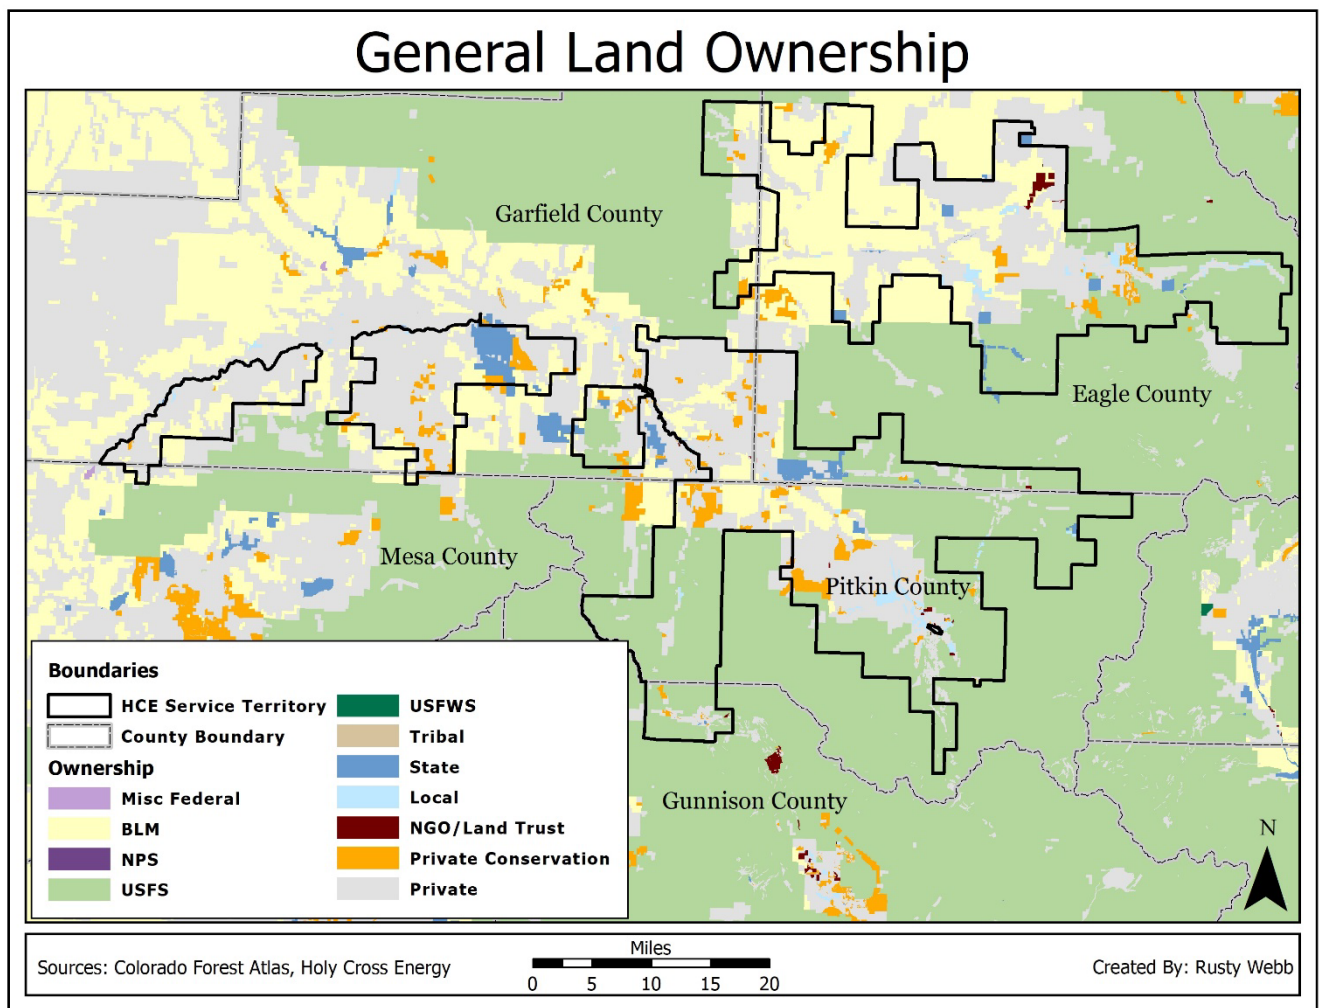 General Land Ownership
Garfield County
Eagle County
Mesa County
Pitkin County
Gunnison County
Boundaries
HCE Service Territory
County Boundary
Ownership
Misc Federal
BLM
NPS
USFS
USFWS
Tribal
State
Local
NGO/Land Trust
Private Conservation
Private
N
Sources: Colorado Forest Atlas, Holy Cross Energy
Miles
0 5 10 15 20
Created By: Rusty Webb